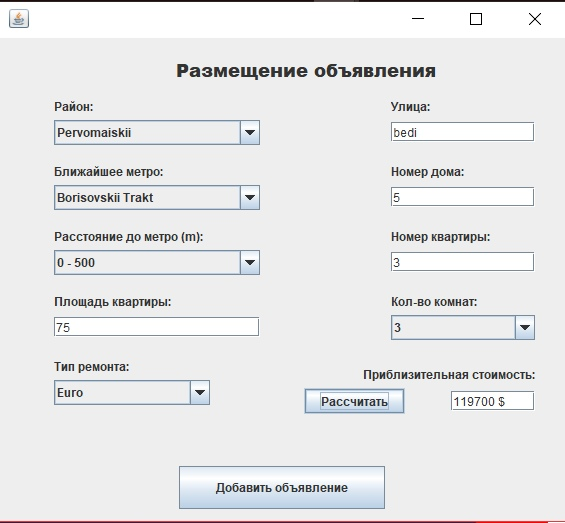 Размещение объявления
Район:
Улица:
Pervomaiskii
bedi
Ближайшее метро:
Номер дома:
Borisovskii Trakt
5
Расстояние до метро (m):
Номер квартиры:
0 - 500
3
Площадь квартиры:
Кол-во комнат:
75
3
Тип ремонта:
Приблизительная стоимость:
Euro
Рассчитать
119700 $
Добавить объявление